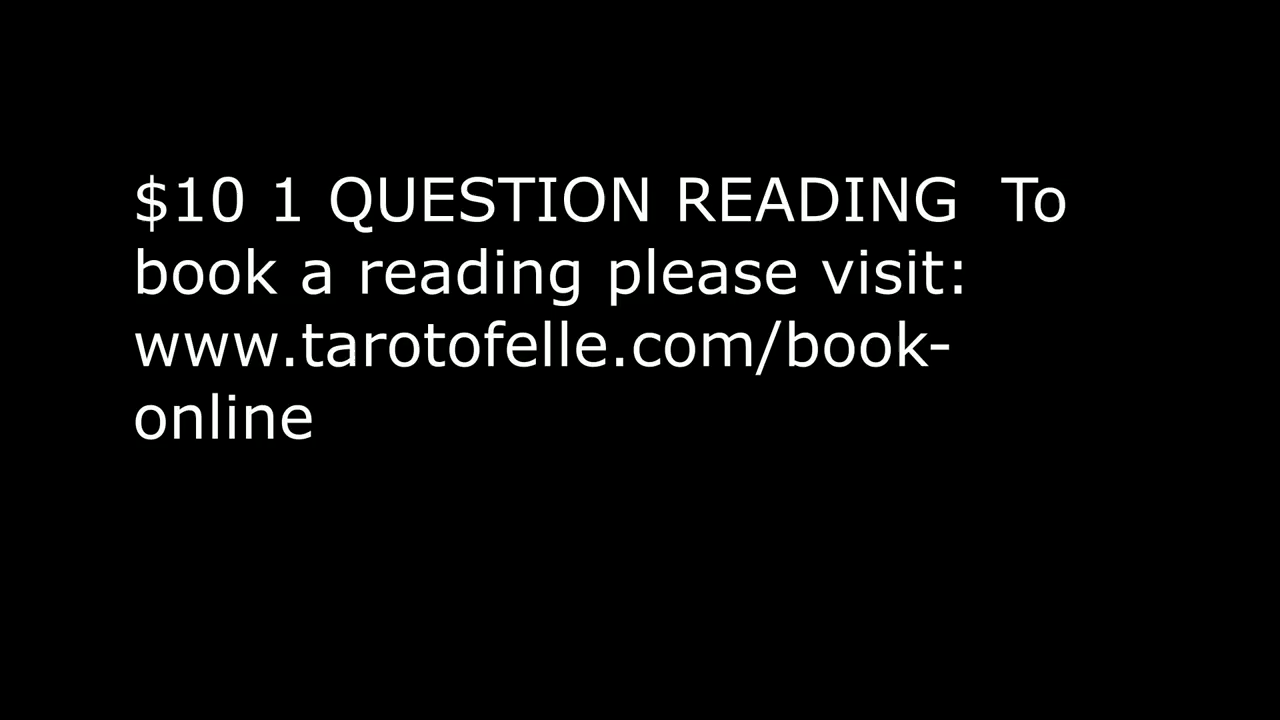 $10 1 QUESTION READING  To
book a reading please visit:
www.tarotofelle.com/book-
online